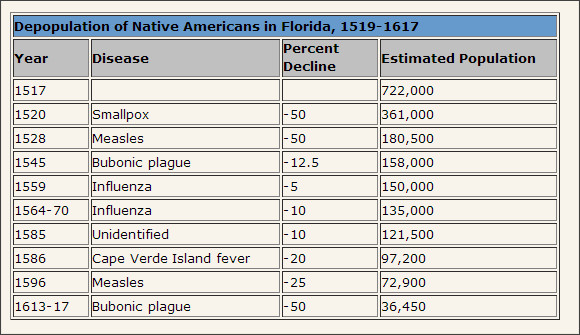 Depopulation of Native Americans in Florida, 1519-1617
Year Disease Percent Decline Estimated Population
1517 722,000
1520 Smallpox -50 361,000
1528 Measles -50 180,500
1545 Bubonic plague -12.5 158,000
1559 Influenza -5 150,000
1564-70 Influenza -10 135,000
1585 Unidentified -10 121,500
1586 Cape Verde Island fever -20 97,200
1596 Measles -25 72,900
1613-17 Bubonic plague -50 36,450